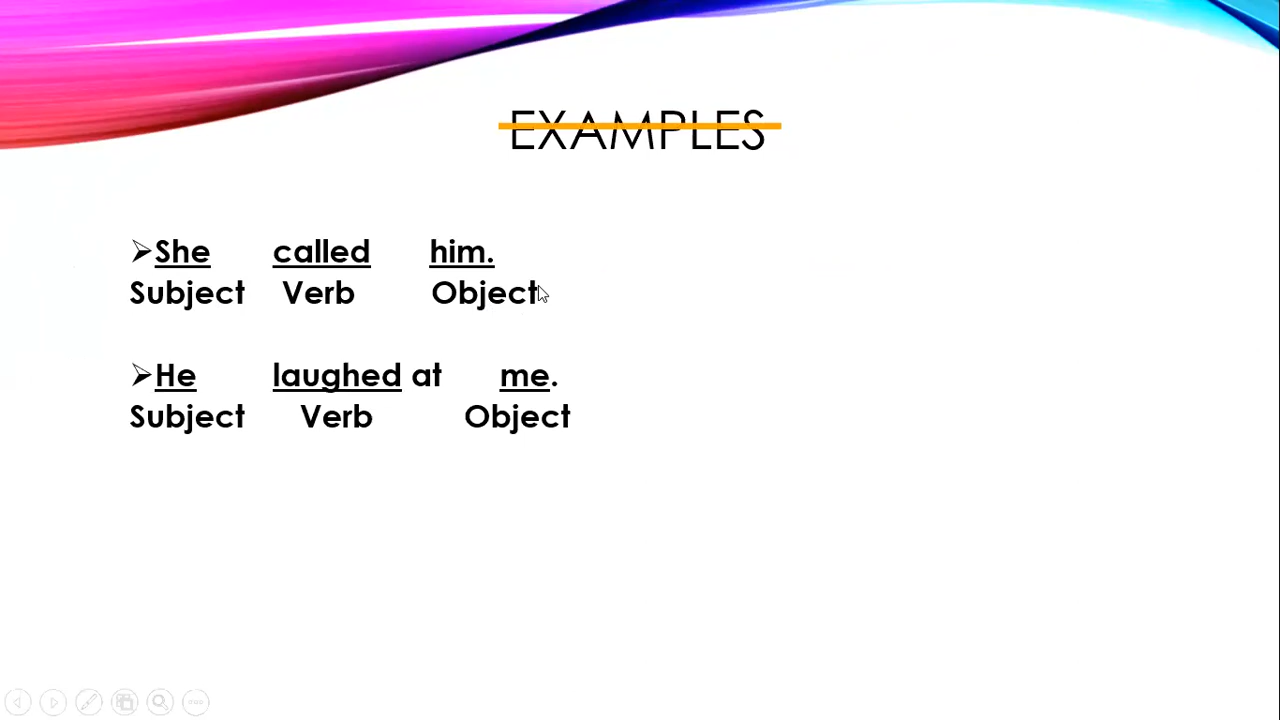 EXAMPLES
➢She called him.
Subject Verb Object
➢He laughed at me.
Subject Verb Object